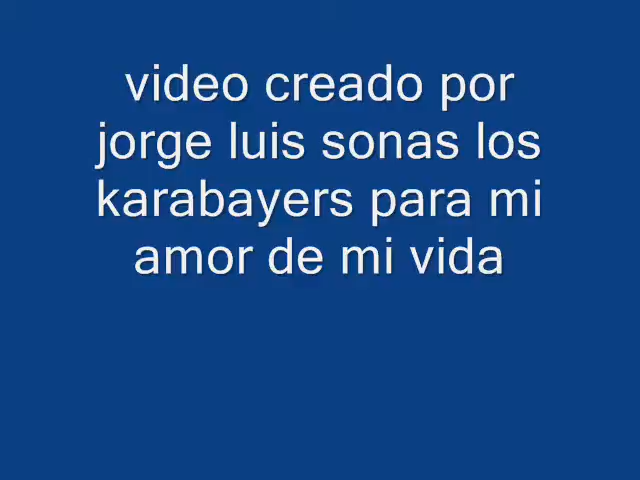 video creado por
jorge luis sonas los
karabayers para mi
amor de mi vida